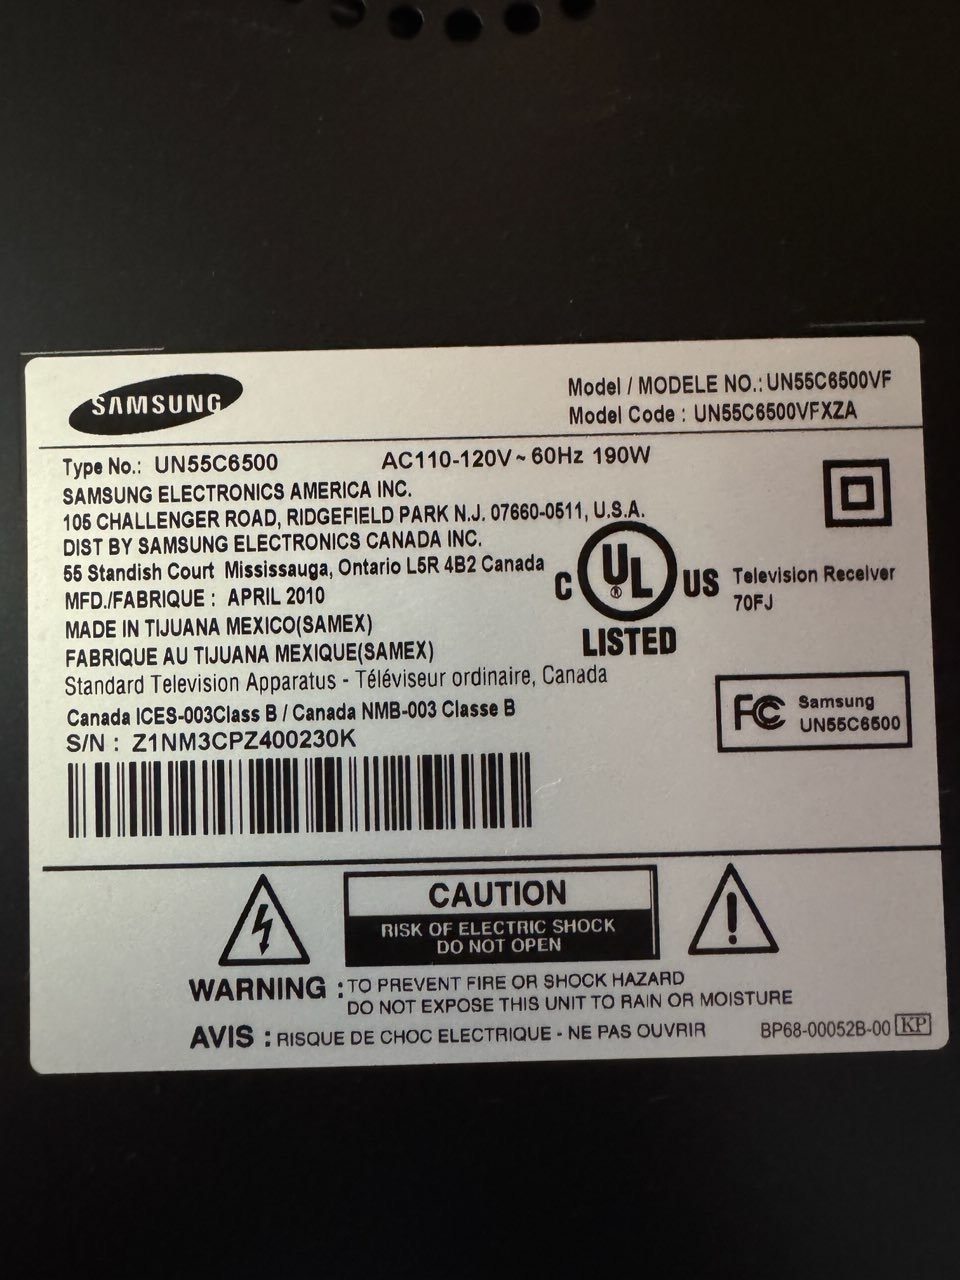 SAMSUNG
Model / MODELE NO.: UN55C6500VF
Model Code : UN55C6500VFXZA
Type No.: UN55C6500 AC110-120V ~ 60Hz 190W
SAMSUNG ELECTRONICS AMERICA INC.
105 CHALLENGER ROAD, RIDGEFIELD PARK N.J. 07660-0511, U.S.A.
DIST BY SAMSUNG ELECTRONICS CANADA INC.
55 Standish Court Mississauga, Ontario L5R 4B2 Canada
MFD./FABRIQUE : APRIL 2010
MADE IN TIJUANA MEXICO(SAMEX)
FABRIQUE AU TIJUANA MEXIQUE(SAMEX)
Standard Television Apparatus - Téléviseur ordinaire, Canada
Canada ICES-003Class B / Canada NMB-003 Classe B
S/N : Z1NM3CPZ400230K
C UL ® US
LISTED
Television Receiver
70FJ
FC Samsung
UN55C6500
CAUTION
RISK OF ELECTRIC SHOCK
DO NOT OPEN
WARNING : TO PREVENT FIRE OR SHOCK HAZARD
DO NOT EXPOSE THIS UNIT TO RAIN OR MOISTURE
AVIS : RISQUE DE CHOC ELECTRIQUE - NE PAS OUVRIR
BP68-00052B-00 KP